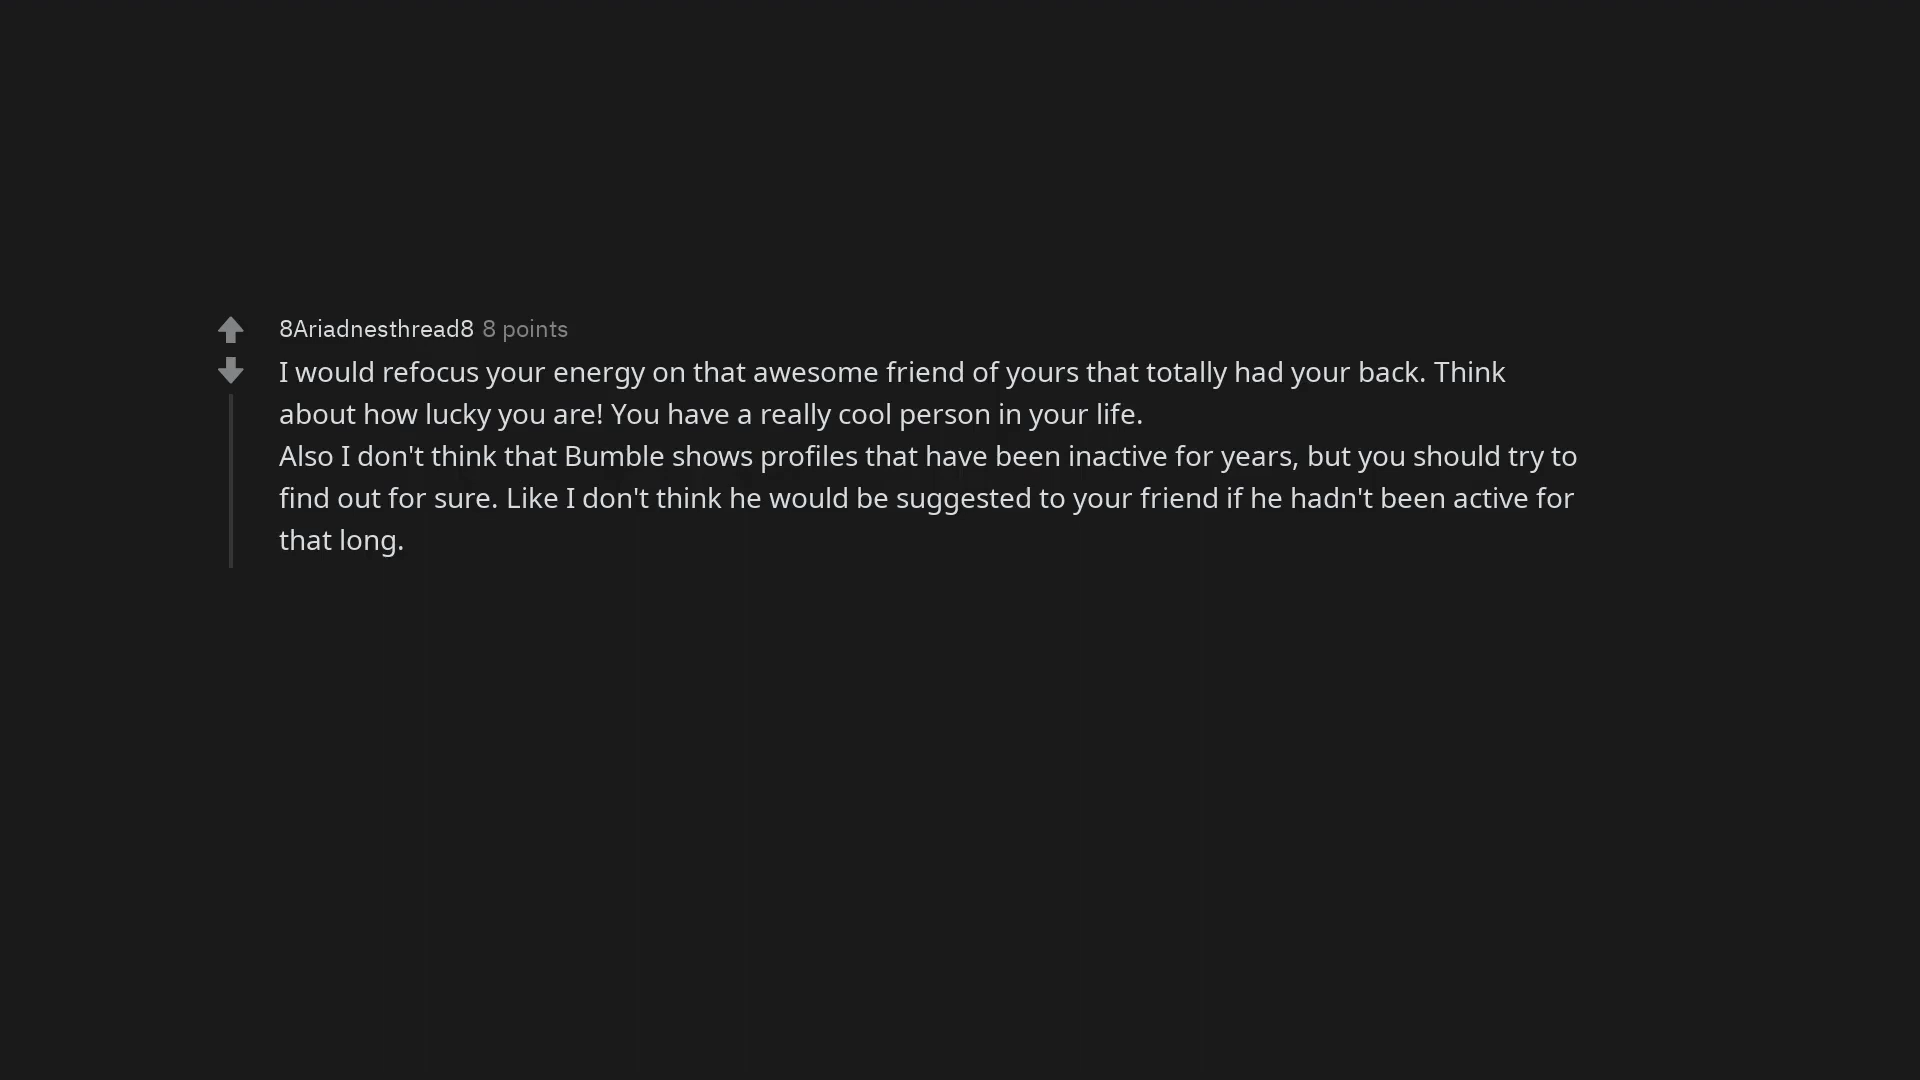 8Ariadnesthread8 8 points
I would refocus your energy on that awesome friend of yours that totally had your back. Think
about how lucky you are! You have a really cool person in your life.
Also I don't think that Bumble shows profiles that have been inactive for years, but you should try to
find out for sure. Like I don't think he would be suggested to your friend if he hadn't been active for
that long.